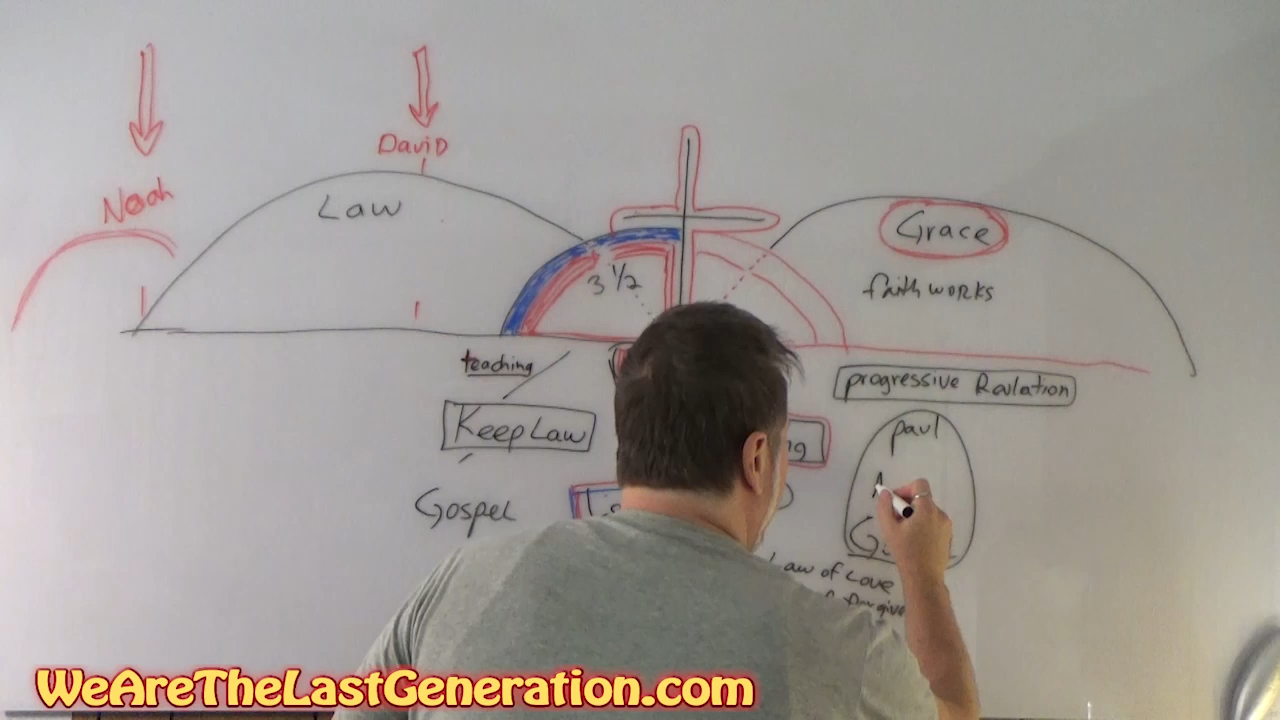 David
Noah
Law
Grace
3 1/2
faith works
teaching
progressive Revlation
Keep Law
paul
Gospel
Law of Love
WeAreTheLastGeneration.com